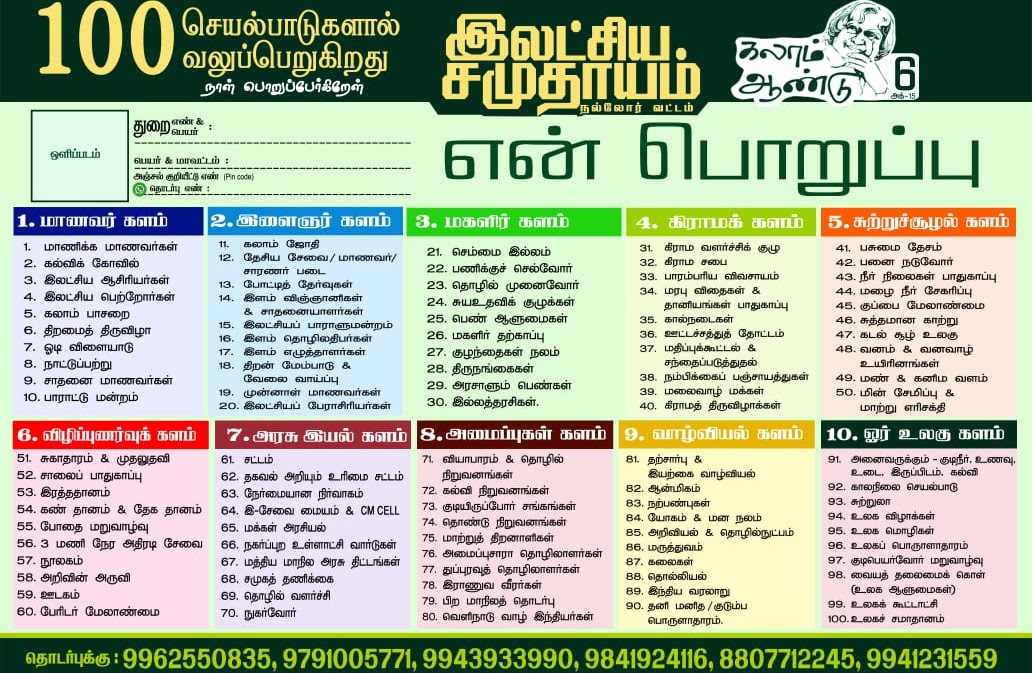 100 செயல்பாடுகளால்
வலுப்பெறுகிறது
நான் பொறுப்பேற்கிறேன்
இலட்சிய
சமுதாயம்
நல்லோர் வட்டம்
கலாம்
ஆண்டு
6
அக்-15
ஒளிப்படம்
துறை எண் &
பெயர் :
பெயர் & மாவட்டம் :
அஞ்சல் குறியீட்டு எண் (Pin code)
தொடர்பு எண் :
என் பொறுப்பு
1. மாணவர் களம்
1. மாணிக்க மாணவர்கள்
2. கல்விக் கோவில்
3. இலட்சிய ஆசிரியர்கள்
4. இலட்சிய பெற்றோர்கள்
5. கலாம் பாசறை
6. திறமைத் திருவிழா
7. ஓடி விளையாடு
8. நாட்டுப்பற்று
9. சாதனை மாணவர்கள்
10. பாராட்டு மன்றம்
2. இளைஞர் களம்
11. கலாம் ஜோதி
12. தேசிய சேவை/ மாணவர்/
சாரணர் படை
13. போட்டித் தேர்வுகள்
14. இளம் விஞ்ஞானிகள்
& சாதனையாளர்கள்
15. இலட்சியப் பாராளுமன்றம்
16. இளம் தொழிலதிபர்கள்
17. இளம் எழுத்தாளர்கள்
18. திறன் மேம்பாடு &
வேலை வாய்ப்பு
19. முன்னாள் மாணவர்கள்
20. இலட்சியப் பேராசிரியர்கள்
3. மகளிர் களம்
21. செம்மை இல்லம்
22. பணிக்குச் செல்வோர்
23. தொழில் முனைவோர்
24. சுயஉதவிக் குழுக்கள்
25. பெண் ஆளுமைகள்
26. மகளிர் தற்காப்பு
27. குழந்தைகள் நலம்
28. திருநங்கைகள்
29. அரசாளும் பெண்கள்
30. இல்லத்தரசிகள்.
4. கிராமக் களம்
31. கிராம வளர்ச்சிக் குழு
32. கிராம சபை
33. பாரம்பரிய விவசாயம்
34. மரபு விதைகள் &
தானியங்கள் பாதுகாப்பு
35. கால்நடைகள்
36. ஊட்டச்சத்துத் தோட்டம்
37. மதிப்புக்கூட்டல் &
சந்தைப்படுத்துதல்
38. நம்பிக்கைப் பஞ்சாயத்துகள்
39. மலைவாழ் மக்கள்
40. கிராமத் திருவிழாக்கள்
5. சுற்றுச்சூழல் களம்
41. பசுமை தேசம்
42. பனை நடுவோர்
43. நீர் நிலைகள் பாதுகாப்பு
44. மழை நீர் சேகரிப்பு
45. குப்பை மேலாண்மை
46. சுத்தமான காற்று
47. கடல் சூழ் உலகு
48. வனம் & வனவாழ்
உயிரினங்கள்
49. மண் & கனிம வளம்
50. மின் சேமிப்பு &
மாற்று எரிசக்தி
6. விழிப்புணர்வுக் களம்
51. சுகாதாரம் & முதலுதவி
52. சாலைப் பாதுகாப்பு
53. இரத்ததானம்
54. கண் தானம் & தேக தானம்
55. போதை மறுவாழ்வு
56. 3 மணி நேர அதிரடி சேவை
57. நூலகம்
58. அறிவின் அருவி
59. ஊடகம்
60. பேரிடர் மேலாண்மை
7. அரசு இயல் களம்
61. சட்டம்
62. தகவல் அறியும் உரிமை சட்டம்
63. நேர்மையான நிர்வாகம்
64. இ-சேவை மையம் & CM CELL
65. மக்கள் அரசியல்
66. நகர்ப்புற உள்ளாட்சி வார்டுகள்
67. மத்திய மாநில அரசு திட்டங்கள்
68. சமுகத் தணிக்கை
69. தொழில் வளர்ச்சி
70. நுகர்வோர்
8. அமைப்புகள் களம்
71. வியாபாரம் & தொழில்
நிறுவனங்கள்
72. கல்வி நிறுவனங்கள்
73. குடியிருப்போர் சங்கங்கள்
74. தொண்டு நிறுவனங்கள்
75. மாற்றுத் திறனாளிகள்
76. அமைப்புசாரா தொழிலாளர்கள்
77. துப்புரவுத் தொழிலாளர்கள்
78. இராணுவ வீரர்கள்
79. பிற மாநிலத் தொடர்பு
80. வெளிநாடு வாழ் இந்தியர்கள்
9. வாழ்வியல் களம்
81. தற்சார்பு &
இயற்கை வாழ்வியல்
82. ஆன்மிகம்
83. நற்பண்புகள்
84. யோகம் & மன நலம்
85. அறிவியல் & தொழில்நுட்பம்
86. மருத்துவம்
87. கலைகள்
88. தொல்லியல்
89. இந்திய வரலாறு
90. தனி மனித/குடும்ப
பொருளாதாரம்.
10. ஓர் உலகு களம்
91. அனைவருக்கும் - குடிநீர், உணவு,
உடை, இருப்பிடம், கல்வி
92. காலநிலை செயல்பாடு
93. சுற்றுலா
94. உலக விழாக்கள்
95. உலக மொழிகள்
96. உலகப் பொருளாதாரம்
97. குடிபெயர்வோர் மறுவாழ்வு
98. வையத் தலைமைக் கொள்
(உலக ஆளுமைகள்)
99. உலகக் கூட்டாட்சி
100. உலகச் சமாதானம்
தொடர்புக்கு : 9962550835, 9791005771, 9943933990, 9841924116, 8807712245, 9941231559